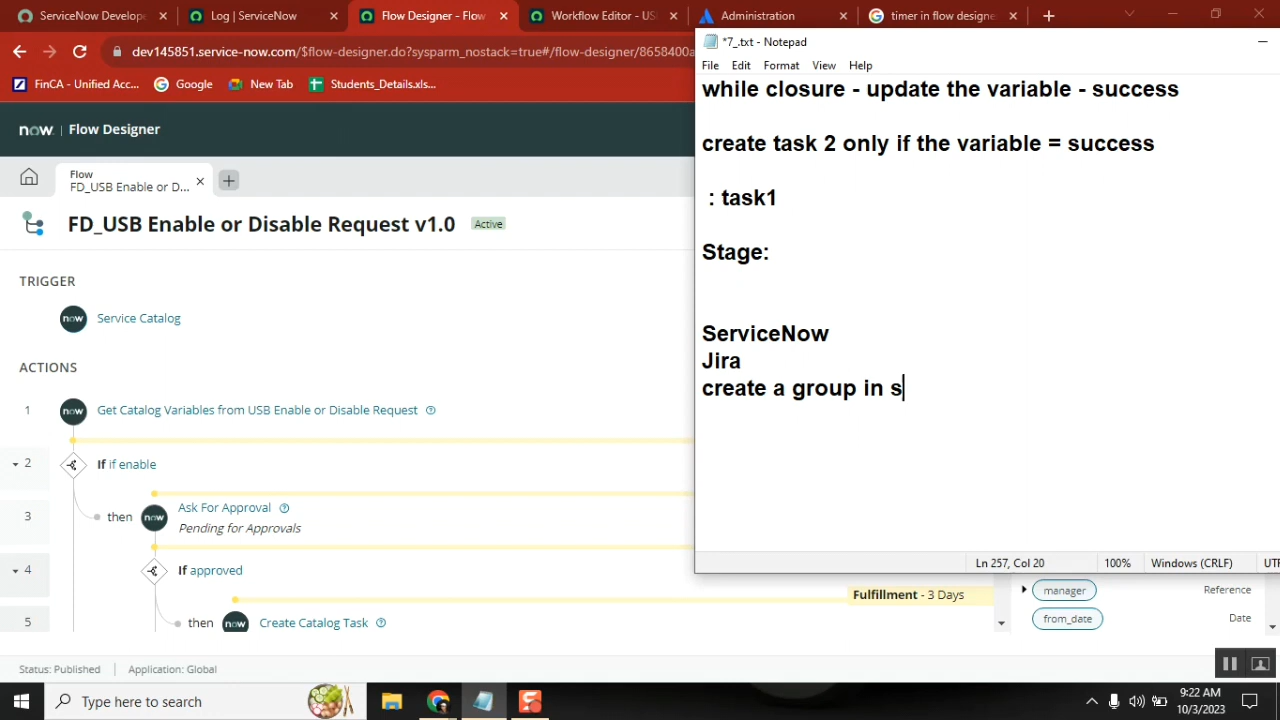 ServiceNow Develope
Log | ServiceNow
Flow Designer - Flow
Workflow Editor - US
Administration
timer in flow designe
dev145851.service-now.com/$flow-designer.do?sysparm_nostack=true#/flow-designer/8658400a
FinCA - Unified Acc...
Google
New Tab
Students_Details.xls...
now | Flow Designer
Flow
FD_USB Enable or D...
FD_USB Enable or Disable Request v1.0
Active
TRIGGER
now
Service Catalog
ACTIONS
1
now
Get Catalog Variables from USB Enable or Disable Request
2
If if enable
3
then
now
Ask For Approval
Pending for Approvals
4
If approved
Fulfillment - 3 Days
5
then
now
Create Catalog Task
Status: Published
Application: Global
*7_.txt - Notepad
File Edit Format View Help
while closure - update the variable - success
create task 2 only if the variable = success
: task1
Stage:
ServiceNow
Jira
create a group in s
Ln 257, Col 20
100%
Windows (CRLF)
UTF
manager
Reference
from_date
Date
Type here to search
9:22 AM
10/3/2023